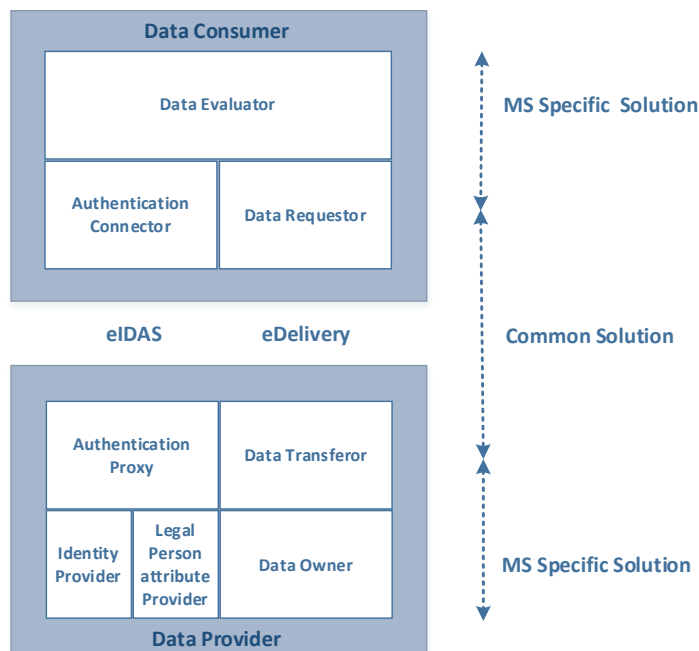 Data Consumer
Data Evaluator
MS Specific  Solution
Authentication
Connector
Data Requestor
eIDAS
eDelivery
Common Solution
Authentication
Proxy
Data Transferor
Identity
Provider
Legal
Person
attribute
Provider
Data Owner
MS Specific Solution
Data Provider